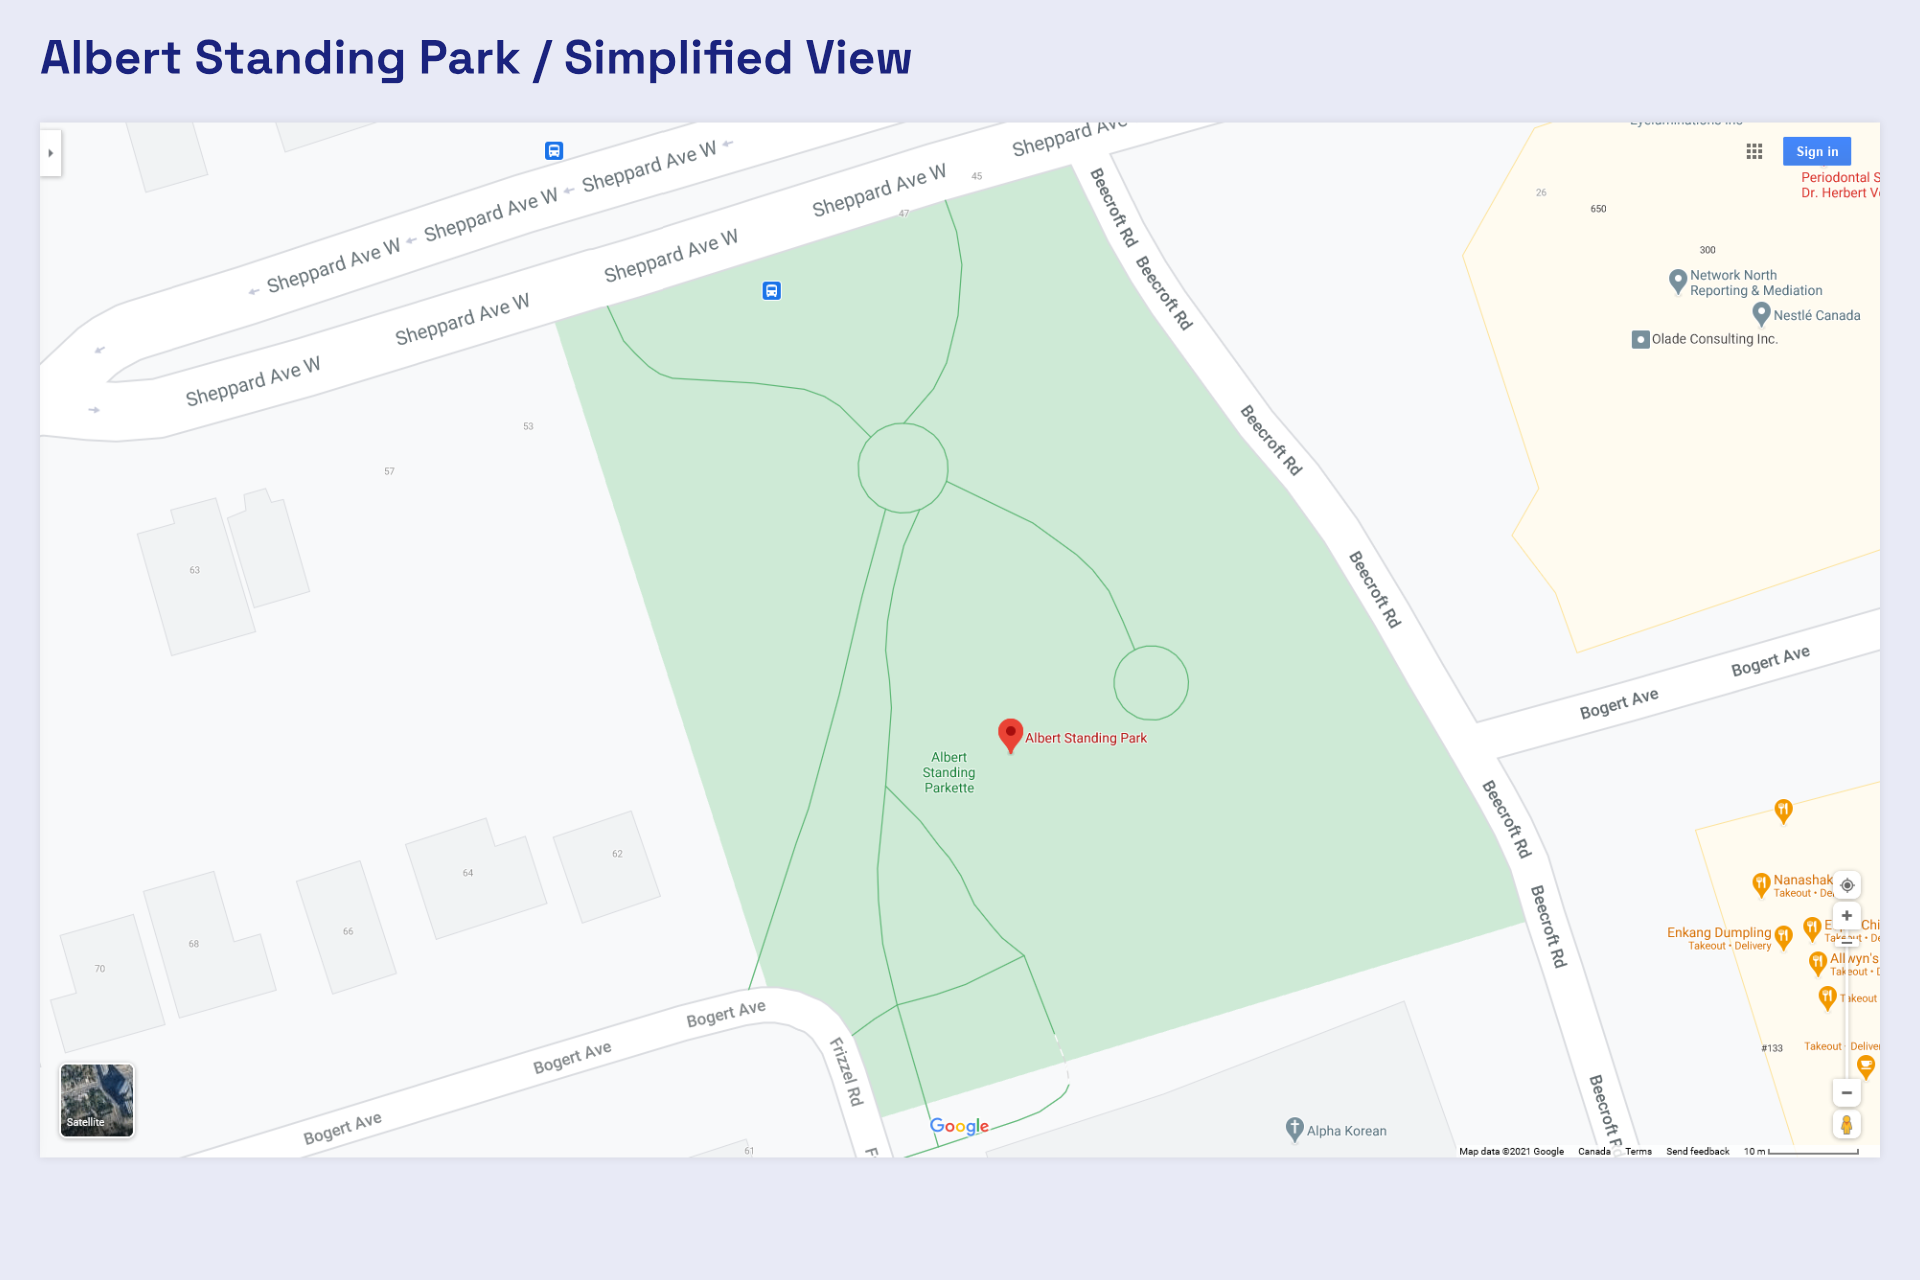 Albert Standing Park / Simplified View
Sheppard Ave W
Sheppard Ave W
Sheppard Ave W
Sheppard Ave
Sheppard Ave W
Sheppard Ave W
Sheppard Ave W
Sheppard Ave W
45
47
53
57
63
26
650
300
Sign in
Periodontal S
Dr. Herbert V
Network North
Reporting & Mediation
Nestlé Canada
Olade Consulting Inc.
Beecroft Rd
Beecroft Rd
Beecroft Rd
Beecroft Rd
Bogert Ave
Bogert Ave
Albert Standing Park
Albert
Standing
Parkette
Beecroft Rd
Beecroft Rd
Beecroft Rd
62
64
66
68
70
Nanashak
Takeout • De
Enkang Dumpling
Takeout • Delivery
Chi
Takeout • De
Allwyn's
Takeout
Takeout
#133
Takeout • Deliver
Bogert Ave
Bogert Ave
Bogert Ave
Frizzel Rd
F
61
Satellite
Google
Alpha Korean
Map data ©2021 Google Canada Terms Send feedback 10 m